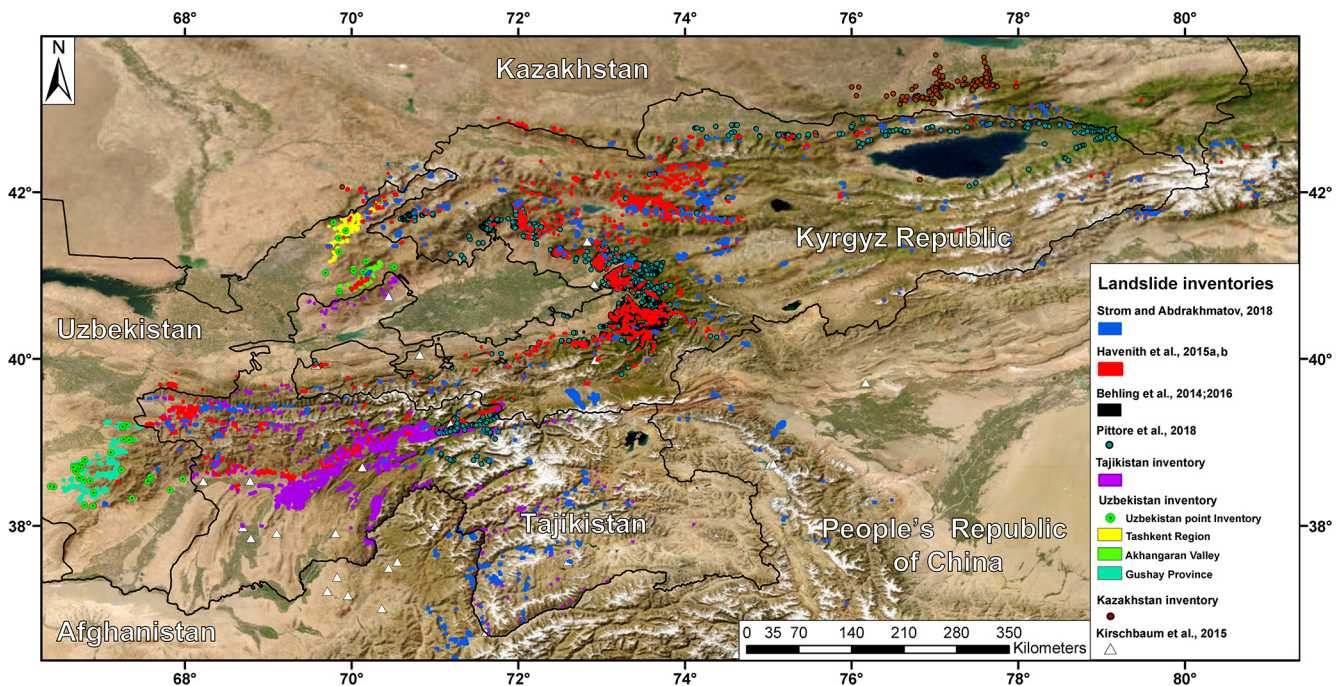 68° 70° 72° 74° 76° 78° 80°
N
Kazakhstan
42° 42°
Kyrgyz Republic
Uzbekistan
40° 40°
38° 38°
Tajikistan
People's Republic
of China
Afghanistan
Landslide inventories
Strom and Abdrakhmatov, 2018
Havenith et al., 2015a,b
Behling et al., 2014;2016
Pittore et al., 2018
Tajikistan inventory
Uzbekistan inventory
Uzbekistan point Inventory
Tashkent Region
Akhangaran Valley
Gushay Province
Kazakhstan inventory
Kirschbaum et al., 2015
0 35 70 140 210 280 350
Kilometers
68° 70° 72° 74° 76° 78° 80°